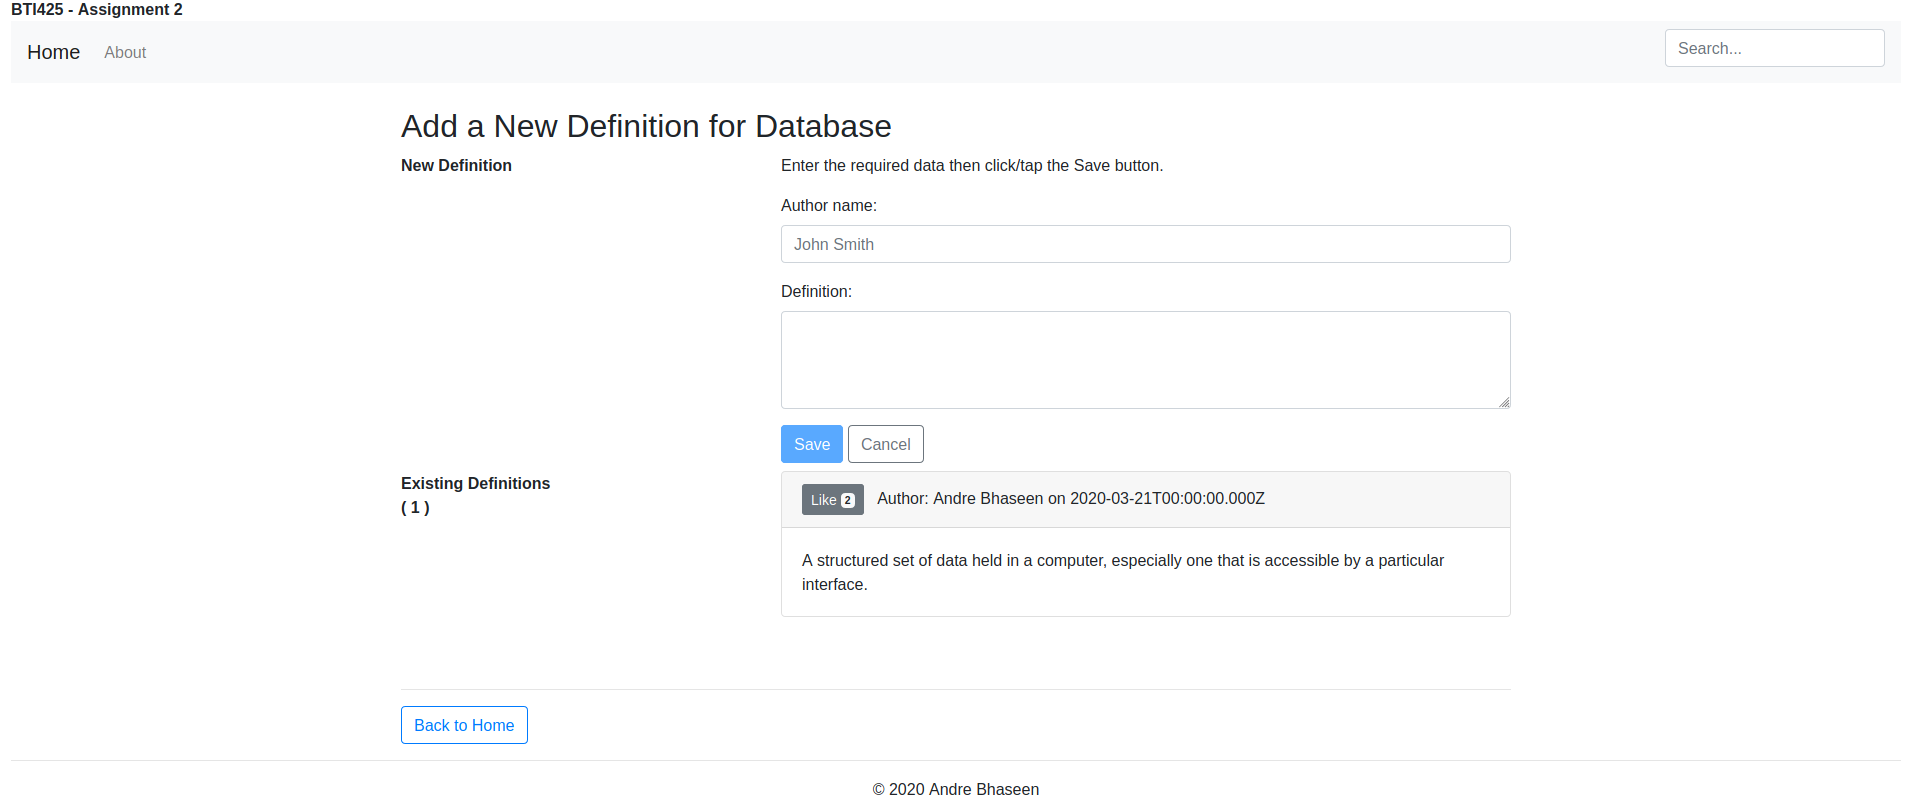 BTI425 - Assignment 2
Home About Search...
Add a New Definition for Database
New Definition
Enter the required data then click/tap the Save button.
Author name:
John Smith
Definition:
Save Cancel
Existing Definitions
( 1 )
Like 2 Author: Andre Bhaseen on 2020-03-21T00:00:00.000Z
A structured set of data held in a computer, especially one that is accessible by a particular
interface.
Back to Home
© 2020 Andre Bhaseen